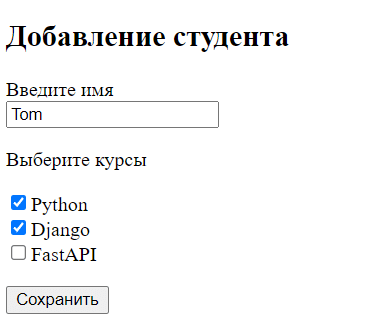 Добавление студента
Введите имя
Tom
Выберите курсы
Python
Django
FastAPI
Сохранить